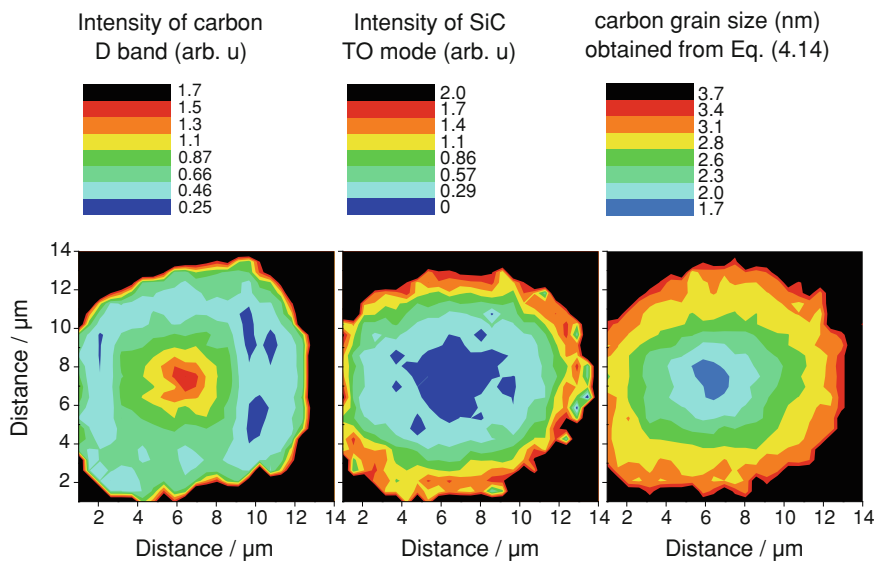 Intensity of carbon
D band (arb. u)
1.7
1.5
1.3
1.1
0.87
0.66
0.46
0.25
Intensity of SiC
TO mode (arb. u)
2.0
1.7
1.4
1.1
0.86
0.57
0.29
0
carbon grain size (nm)
obtained from Eq. (4.14)
3.7
3.4
3.1
2.8
2.6
2.3
2.0
1.7
Distance / µm
14
12
10
8
6
4
2
2 4 6 8 10 12 14
Distance / µm
2 4 6 8 10 12 14
Distance / µm
2 4 6 8 10 12 14
Distance / µm